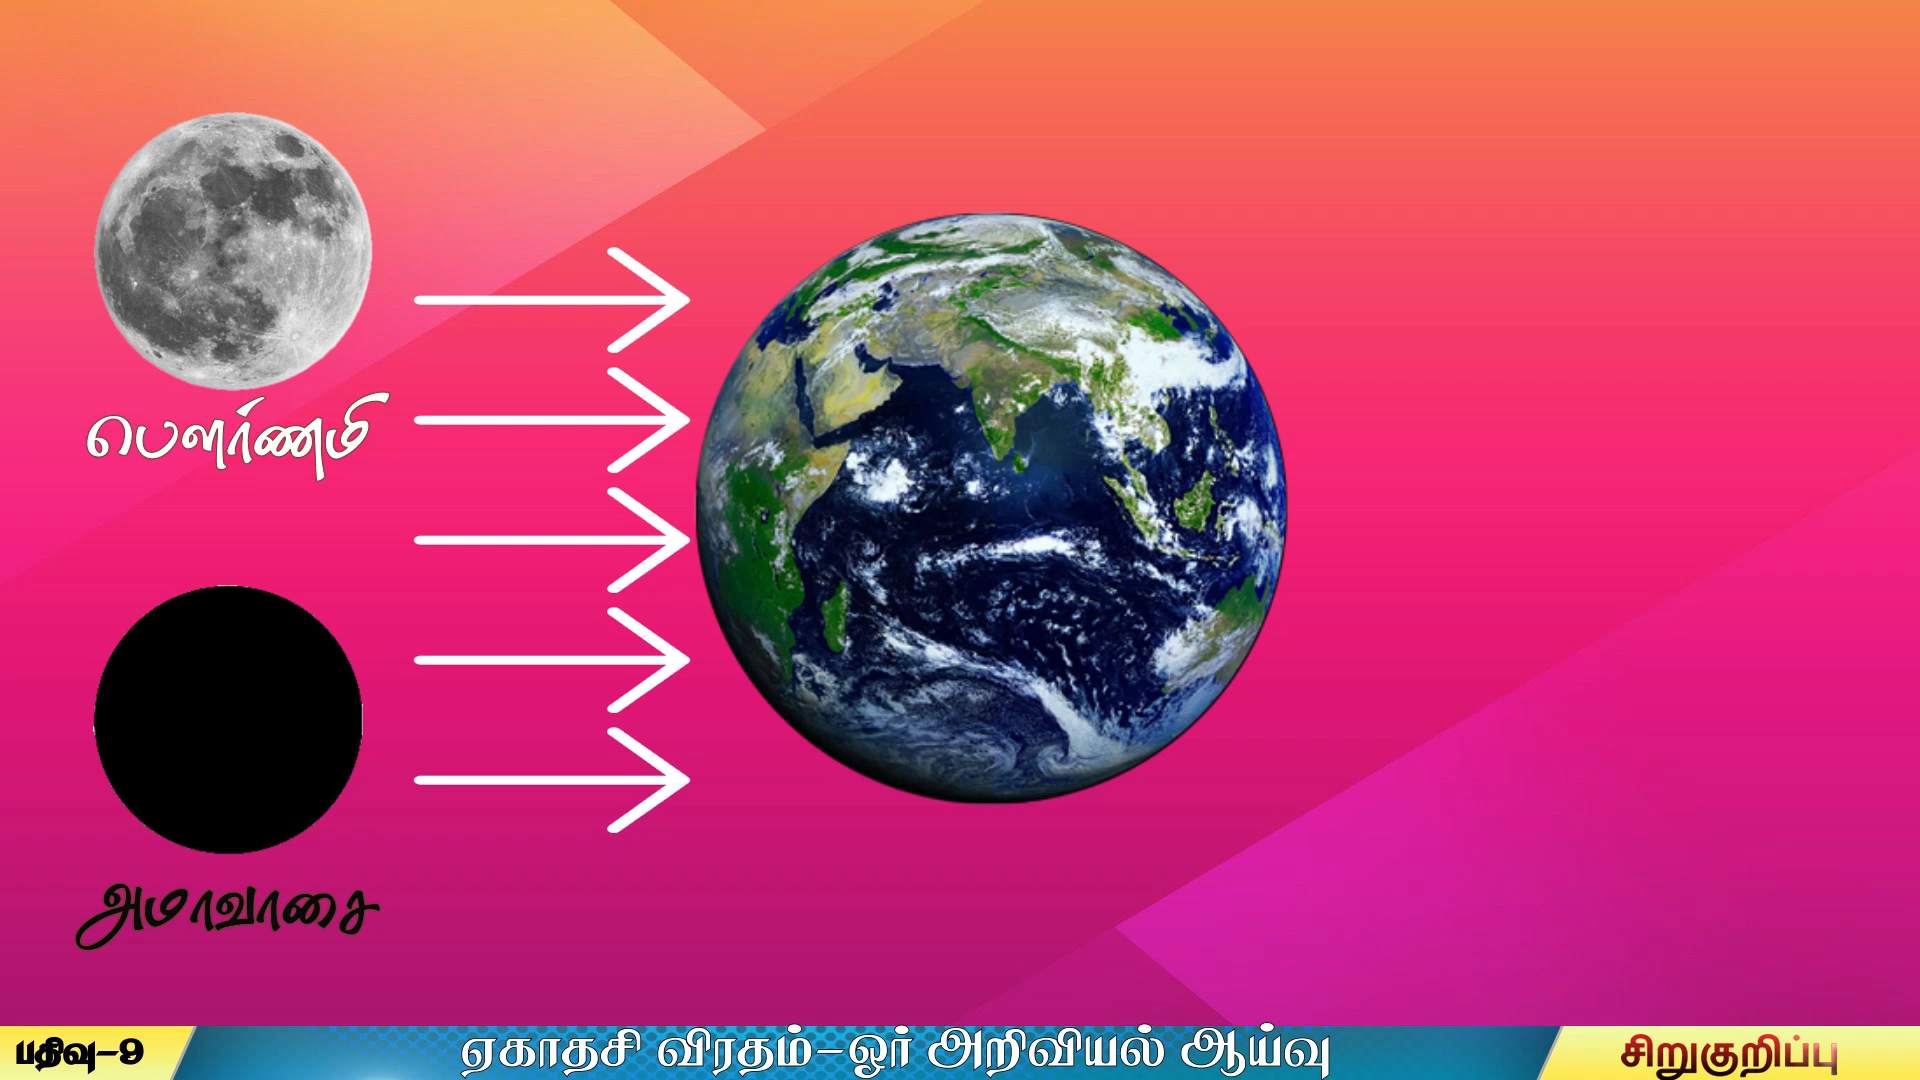 பௌர்ணமி
அமாவாசை
பதிவு-9
ஏகாதசி விரதம்-ஓர் அறிவியல் ஆய்வு
சிறுகுறிப்பு